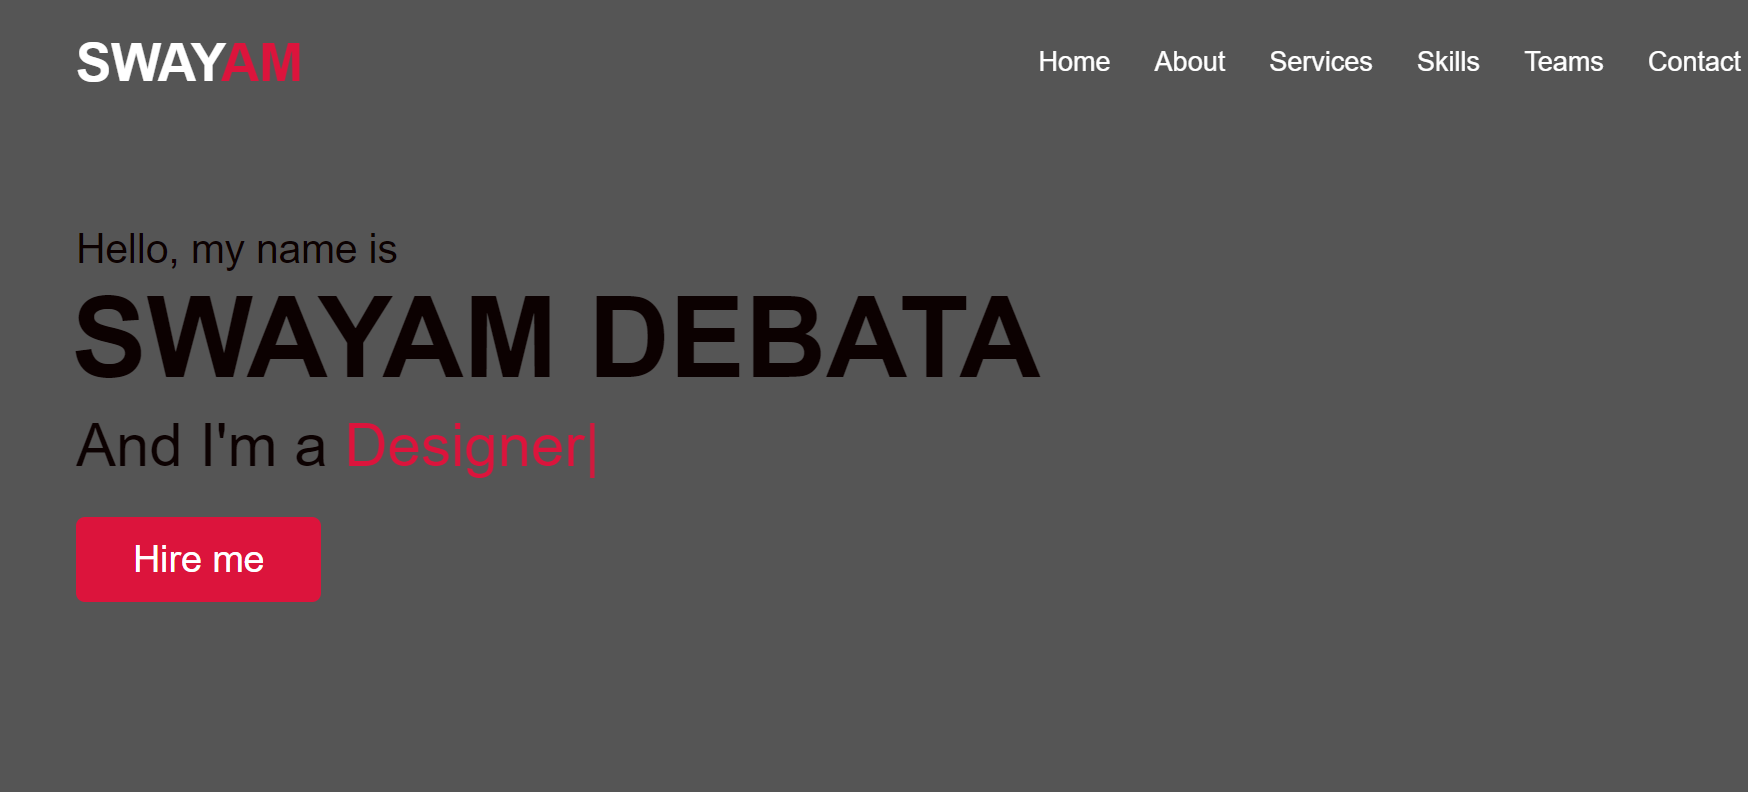 SWAYAM
Home About Services Skills Teams Contact
Hello, my name is
SWAYAM DEBATA
And I'm a Designer|
Hire me